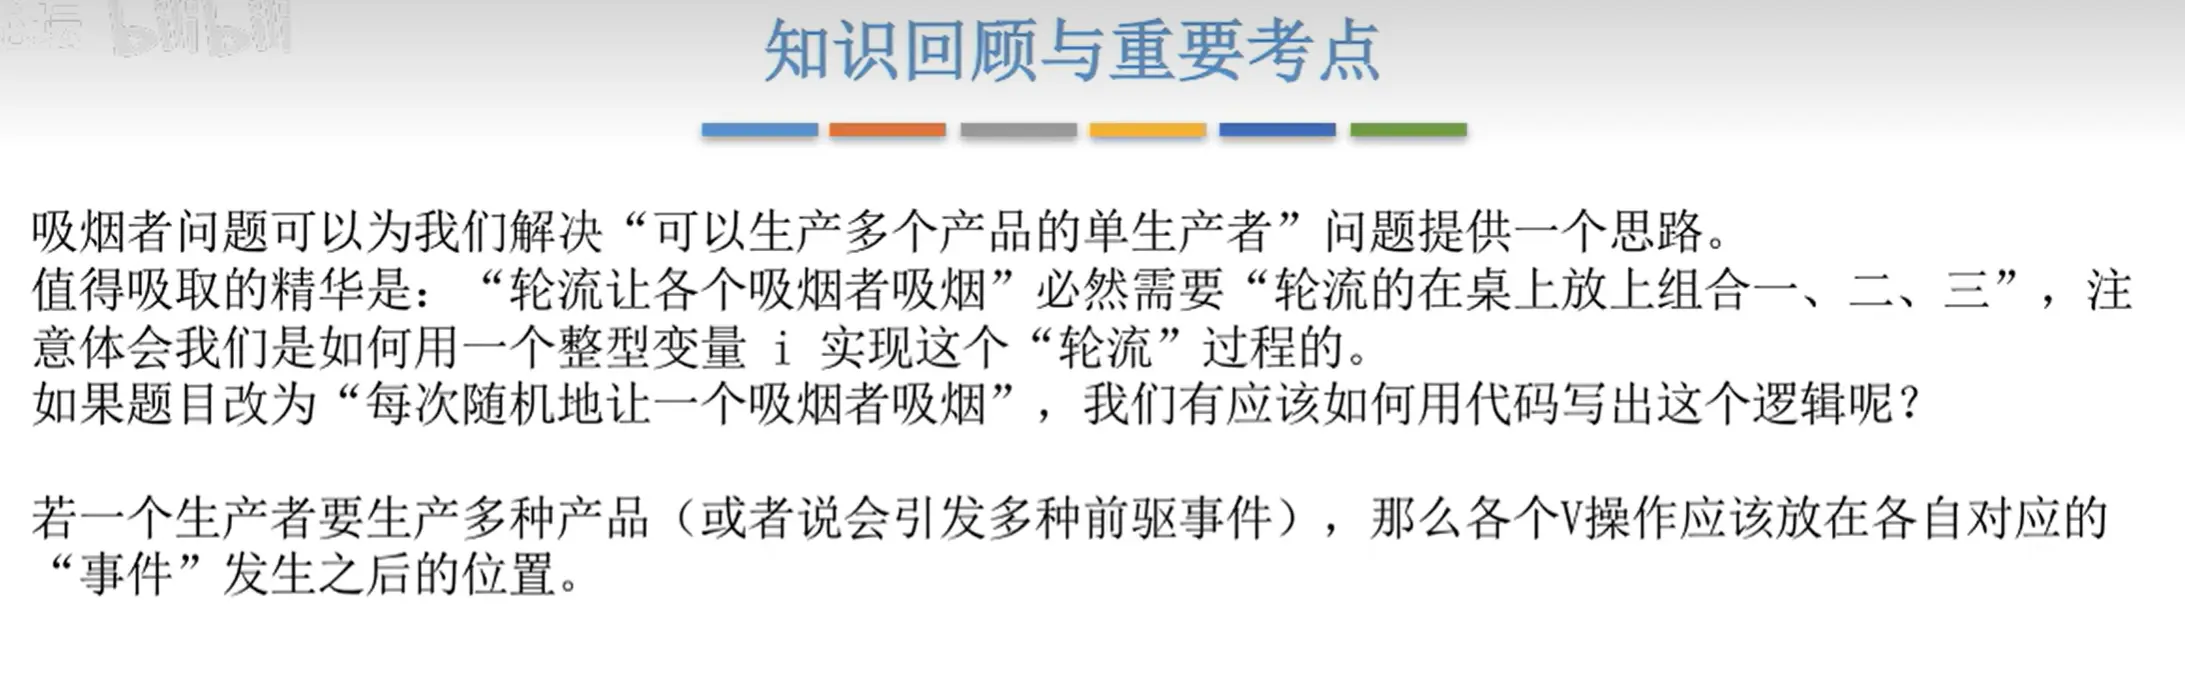 bilibili
知识回顾与重要考点
吸烟者问题可以为我们解决“可以生产多个产品的单生产者”问题提供一个思路。
值得吸取的精华是：“轮流让各个吸烟者吸烟”必然需要“轮流的在桌上放上组合一、二、三”，注
意体会我们是如何用一个整型变量 i 实现这个“轮流”过程的。
如果题目改为“每次随机地让一个吸烟者吸烟”，我们有应该如何用代码写出这个逻辑呢？
若一个生产者要生产多种产品（或者说会引发多种前驱事件），那么各个V操作应该放在各自对应的
“事件”发生之后的位置。